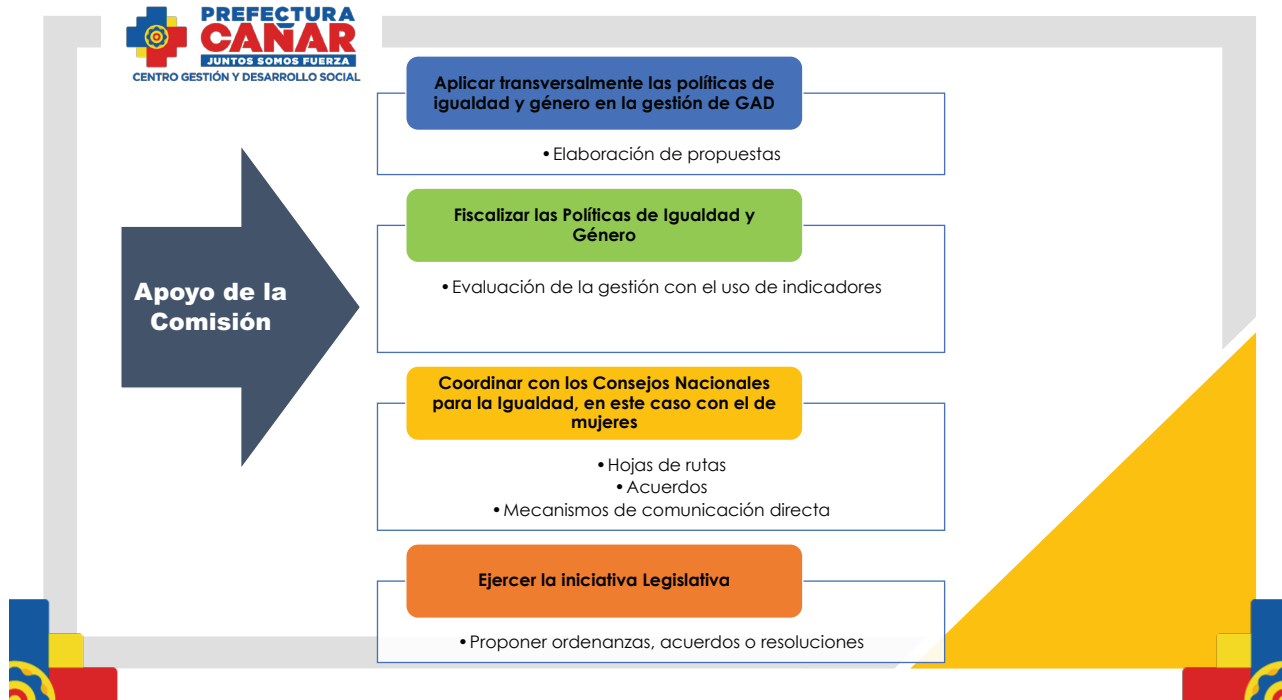 PREFECTURA
CAÑAR
JUNTOS SOMOS FUERZA
CENTRO GESTIÓN Y DESARROLLO SOCIAL
Apoyo de la
Comisión
Aplicar transversalmente las políticas de
igualdad y género en la gestión de GAD
• Elaboración de propuestas
Fiscalizar las Políticas de Igualdad y
Género
• Evaluación de la gestión con el uso de indicadores
Coordinar con los Consejos Nacionales
para la Igualdad, en este caso con el de
mujeres
• Hojas de rutas
• Acuerdos
• Mecanismos de comunicación directa
Ejercer la iniciativa Legislativa
• Proponer ordenanzas, acuerdos o resoluciones